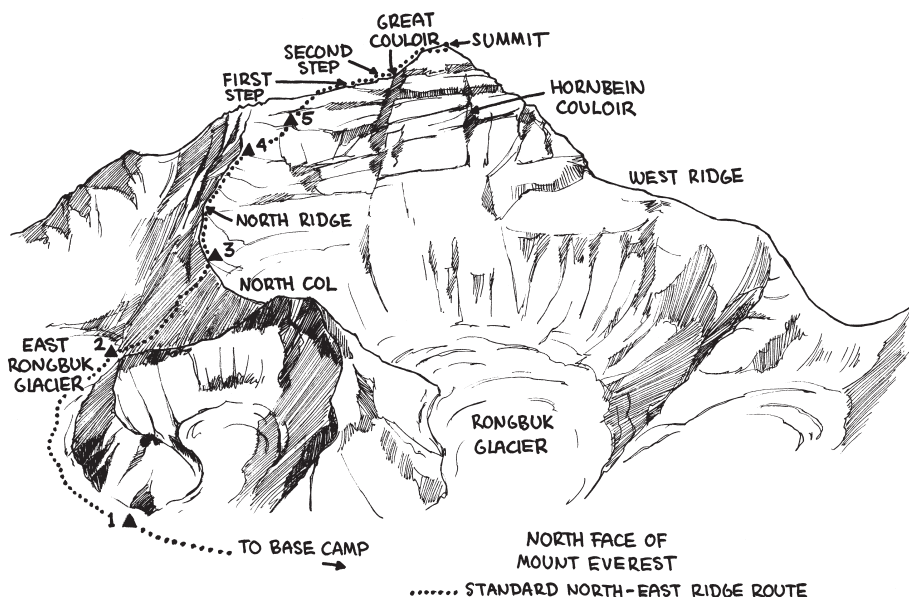 GREAT
COULOIR
SUMMIT
SECOND
STEP
FIRST
STEP
HORNBEIN
COULOIR
5
4
WEST RIDGE
NORTH RIDGE
3
NORTH COL
2
EAST
RONGBUK
GLACIER
RONGBUK
GLACIER
1
TO BASE CAMP
NORTH FACE OF
MOUNT EVEREST
STANDARD NORTH-EAST RIDGE ROUTE